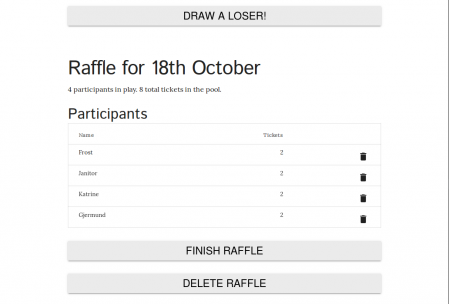 DRAW A LOSER!
Raffle for 18th October
4 participants in play. 8 total tickets in the pool.
Participants
Name Tickets
Frost 2
Janitor 2
Katrine 2
Gjermund 2
FINISH RAFFLE
DELETE RAFFLE